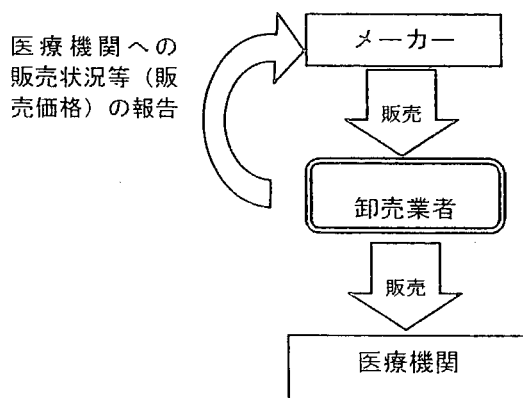 医療機関への
販売状況等（販
売価格）の報告
メーカー
販売
卸売業者
販売
医療機関